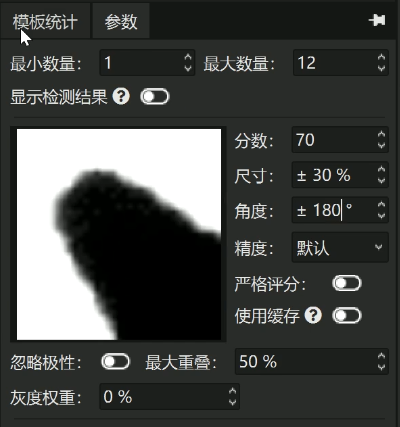 模板统计 参数
最小数量： 1 最大数量： 12
显示检测结果 ?
分数： 70
尺寸： ± 30 %
角度： ± 180 °
精度： 默认
严格评分：
使用缓存 ?
忽略极性： 最大重叠： 50 %
灰度权重： 0 %